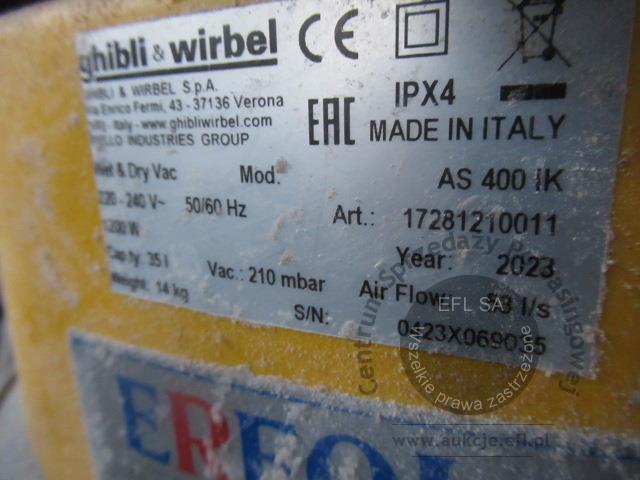 ghibli & wirbel CE
GHIBLI & WIRBEL S.p.A.
Via Enrico Fermi, 43 - 37136 Verona
Italy - www.ghibliwirbel.com
INDUSTRIES GROUP
IPX4
EAC MADE IN ITALY
Wet & Dry Vac Mod. AS 400 IK
220 - 240 V~ 50/60 Hz Art.: 17281210011
1200 W Year: 2023
Cap.ty: 35 l Vac.: 210 mbar Air Flow: l/s
Weight: 14 kg S/N:
Centrum Sprzedaży Poleasingowej
EFL SA
Wszelkie prawa zastrzeżone
www.aukcje.efl.pl